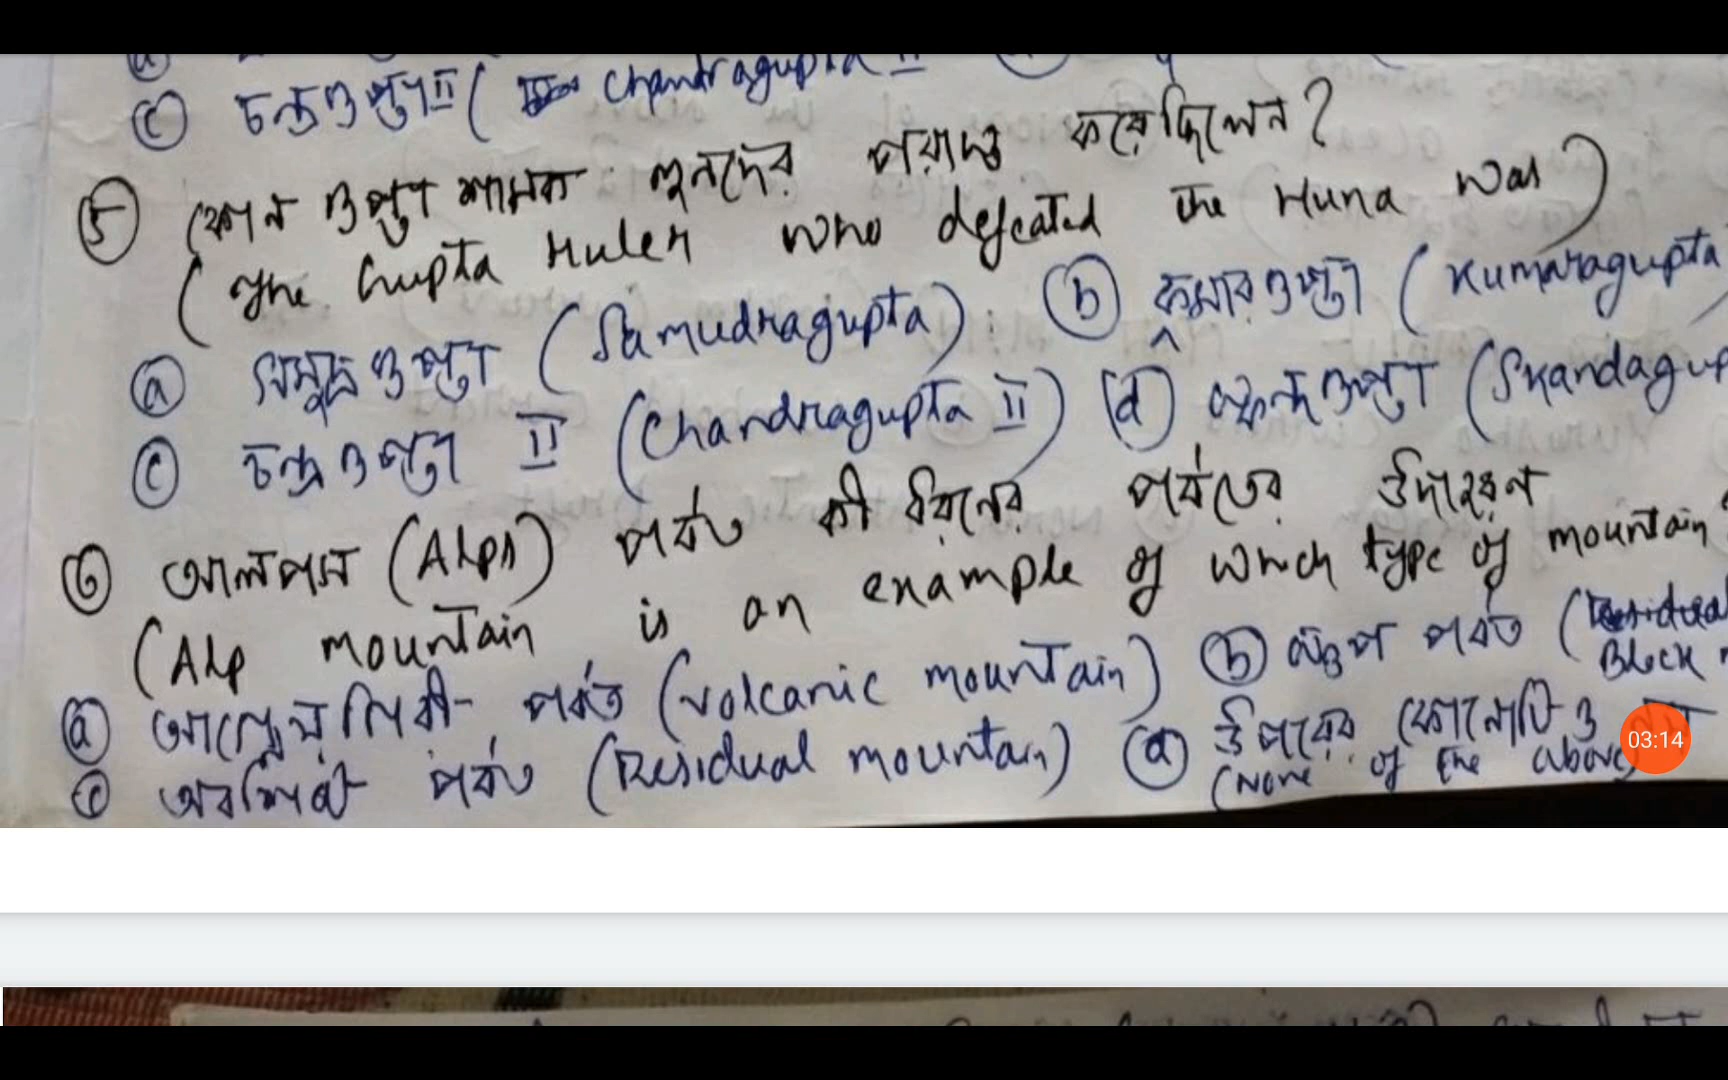 ⓒ চন্দ্রগুপ্ত II ( Chandragupta II
⑤ কোন গুপ্ত শাসক হুনদের পরাস্ত করেছিলেন?
(The Gupta ruler who defeated the Huna was)
ⓐ সমুদ্রগুপ্ত (Samudragupta) ⓑ কুমারগুপ্ত (Kumaragupta)
ⓒ চন্দ্রগুপ্ত II (Chandragupta II) ⓓ স্কন্দগুপ্ত (Skandagup
⑥ আলপস (Alps) পর্বত কী ধরনের পর্বতের উদাহরণ
(Alp mountain is an example of which type of mountain?
ⓐ আগ্নেয়গিরী পর্বত (volcanic mountain) ⓑ স্তূপ পর্বত (Block
ⓒ অবশিষ্ট পর্বত (Residual mountain) ⓓ উপরের কোনোটিও নয়
(None of the above)
03:14